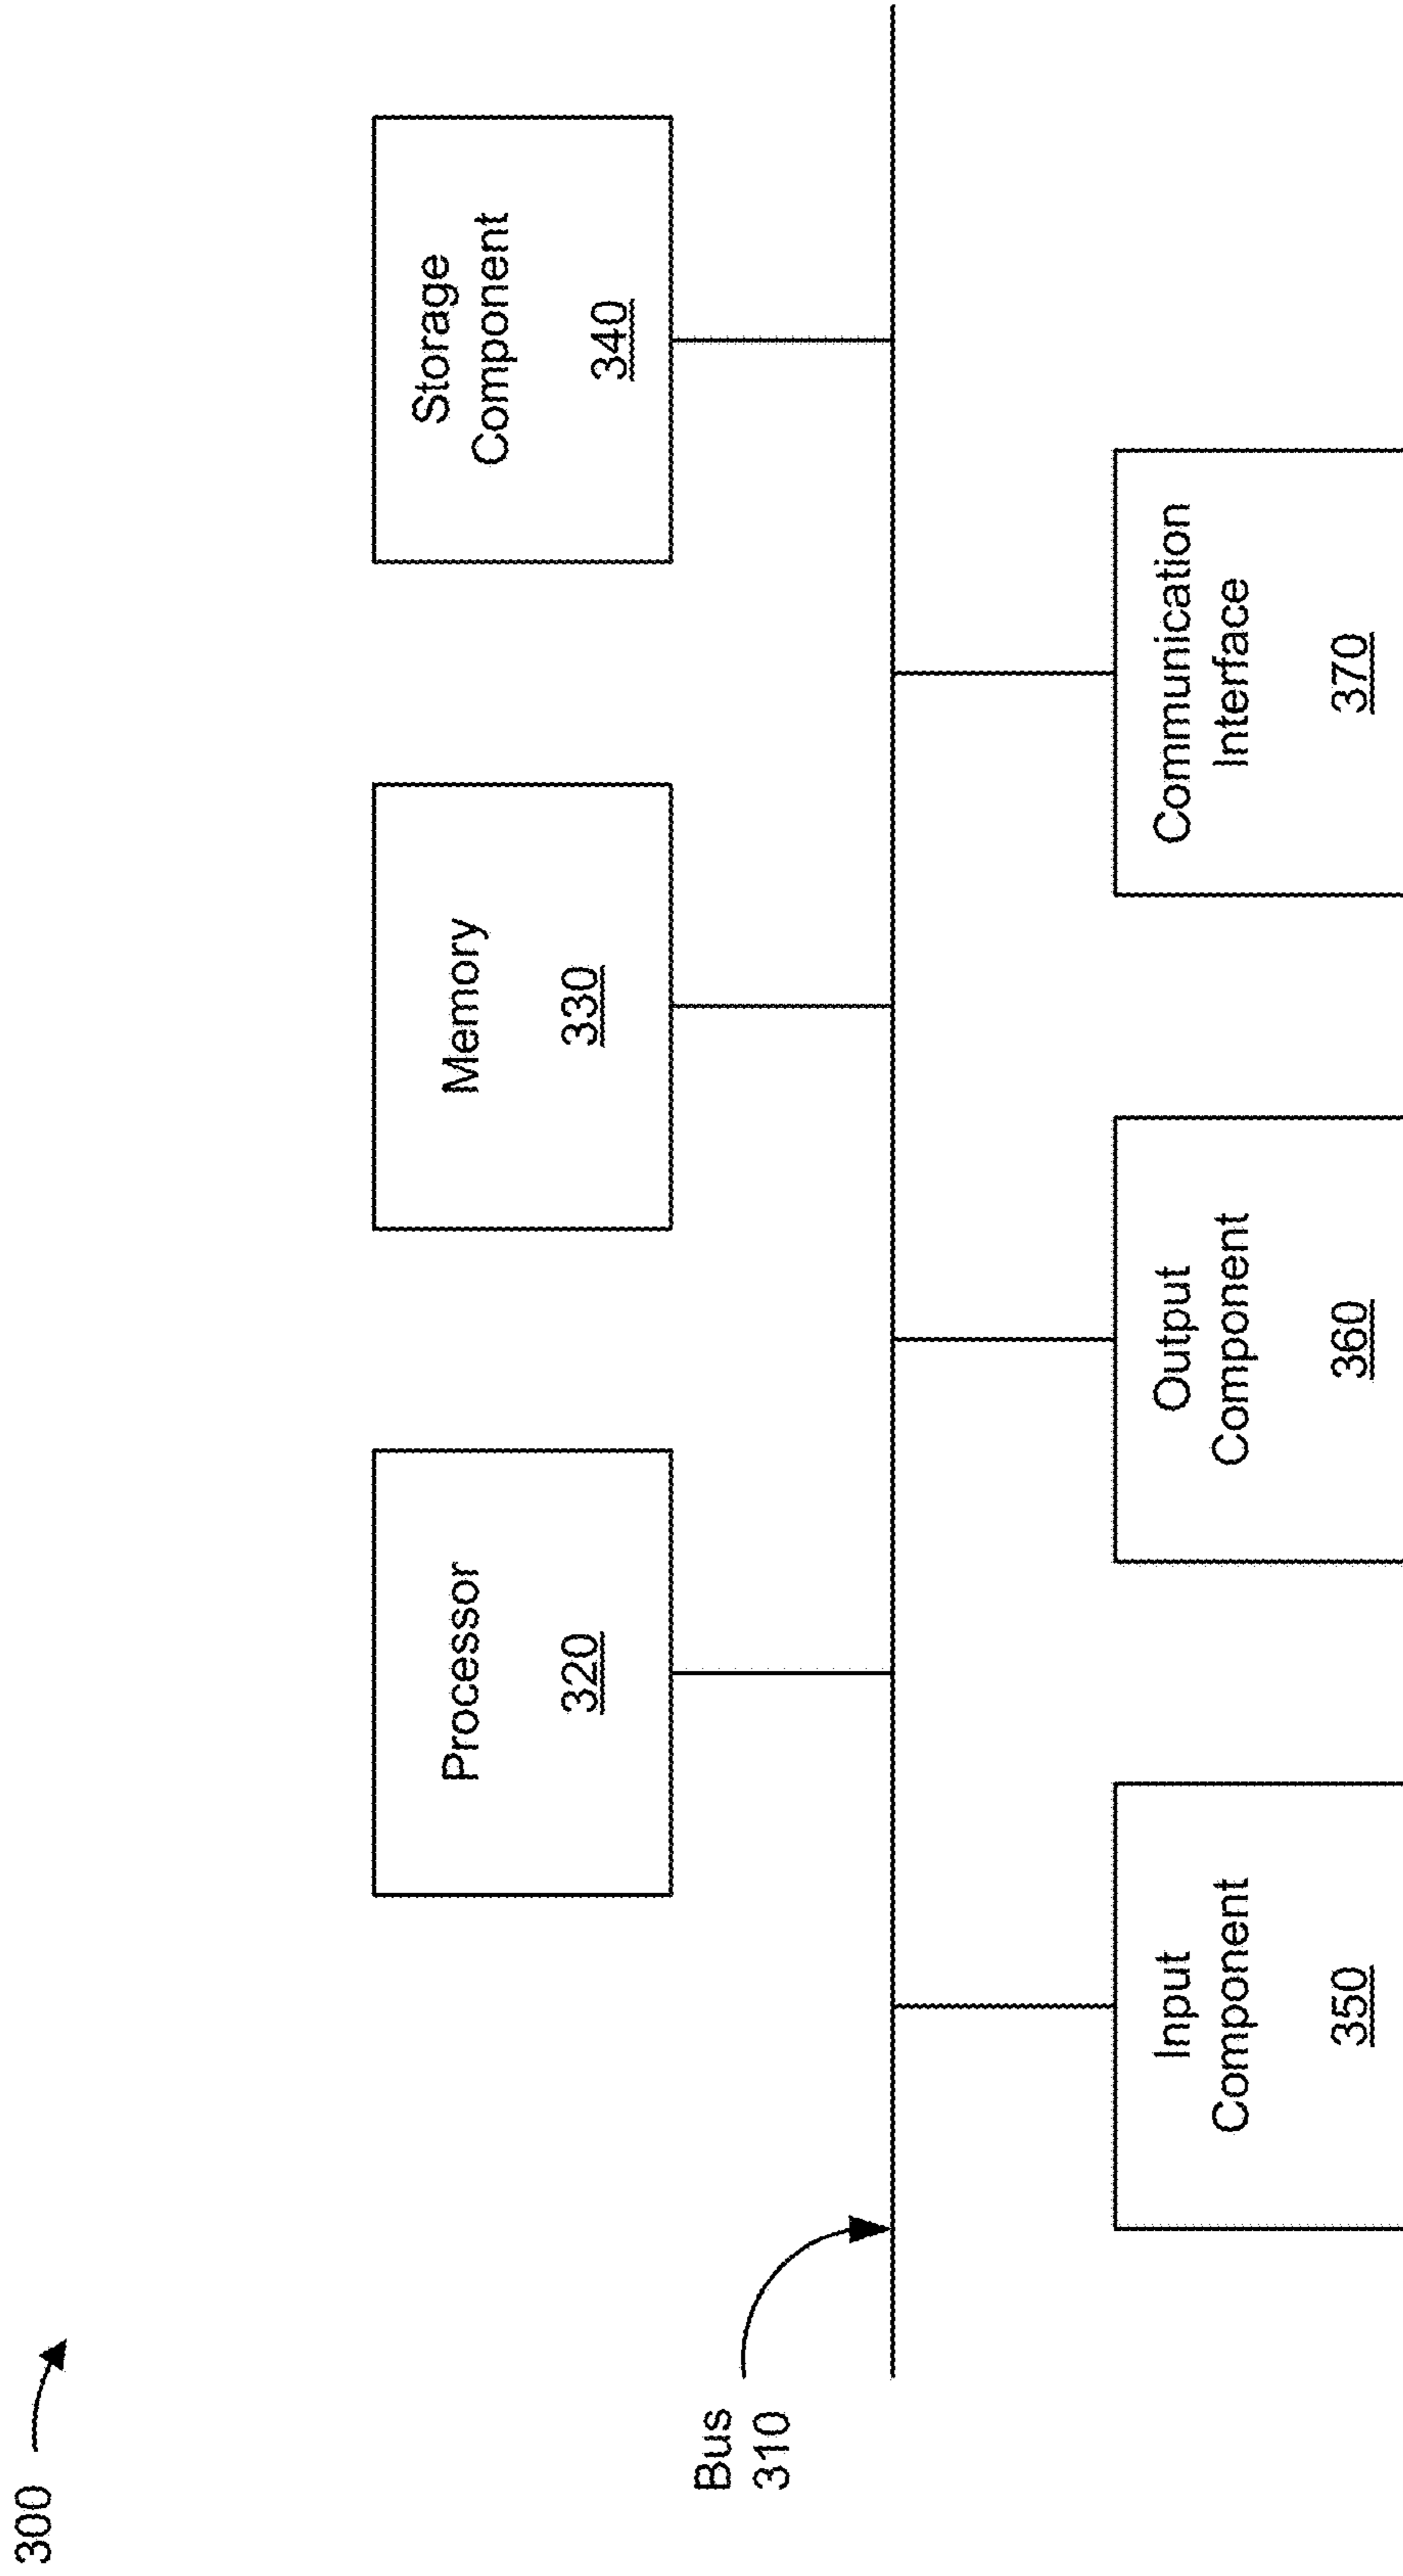 300
Processor
320
Memory
330
Storage
Component
340
Bus
310
Input
Component
350
Output
Component
360
Communication
Interface
370